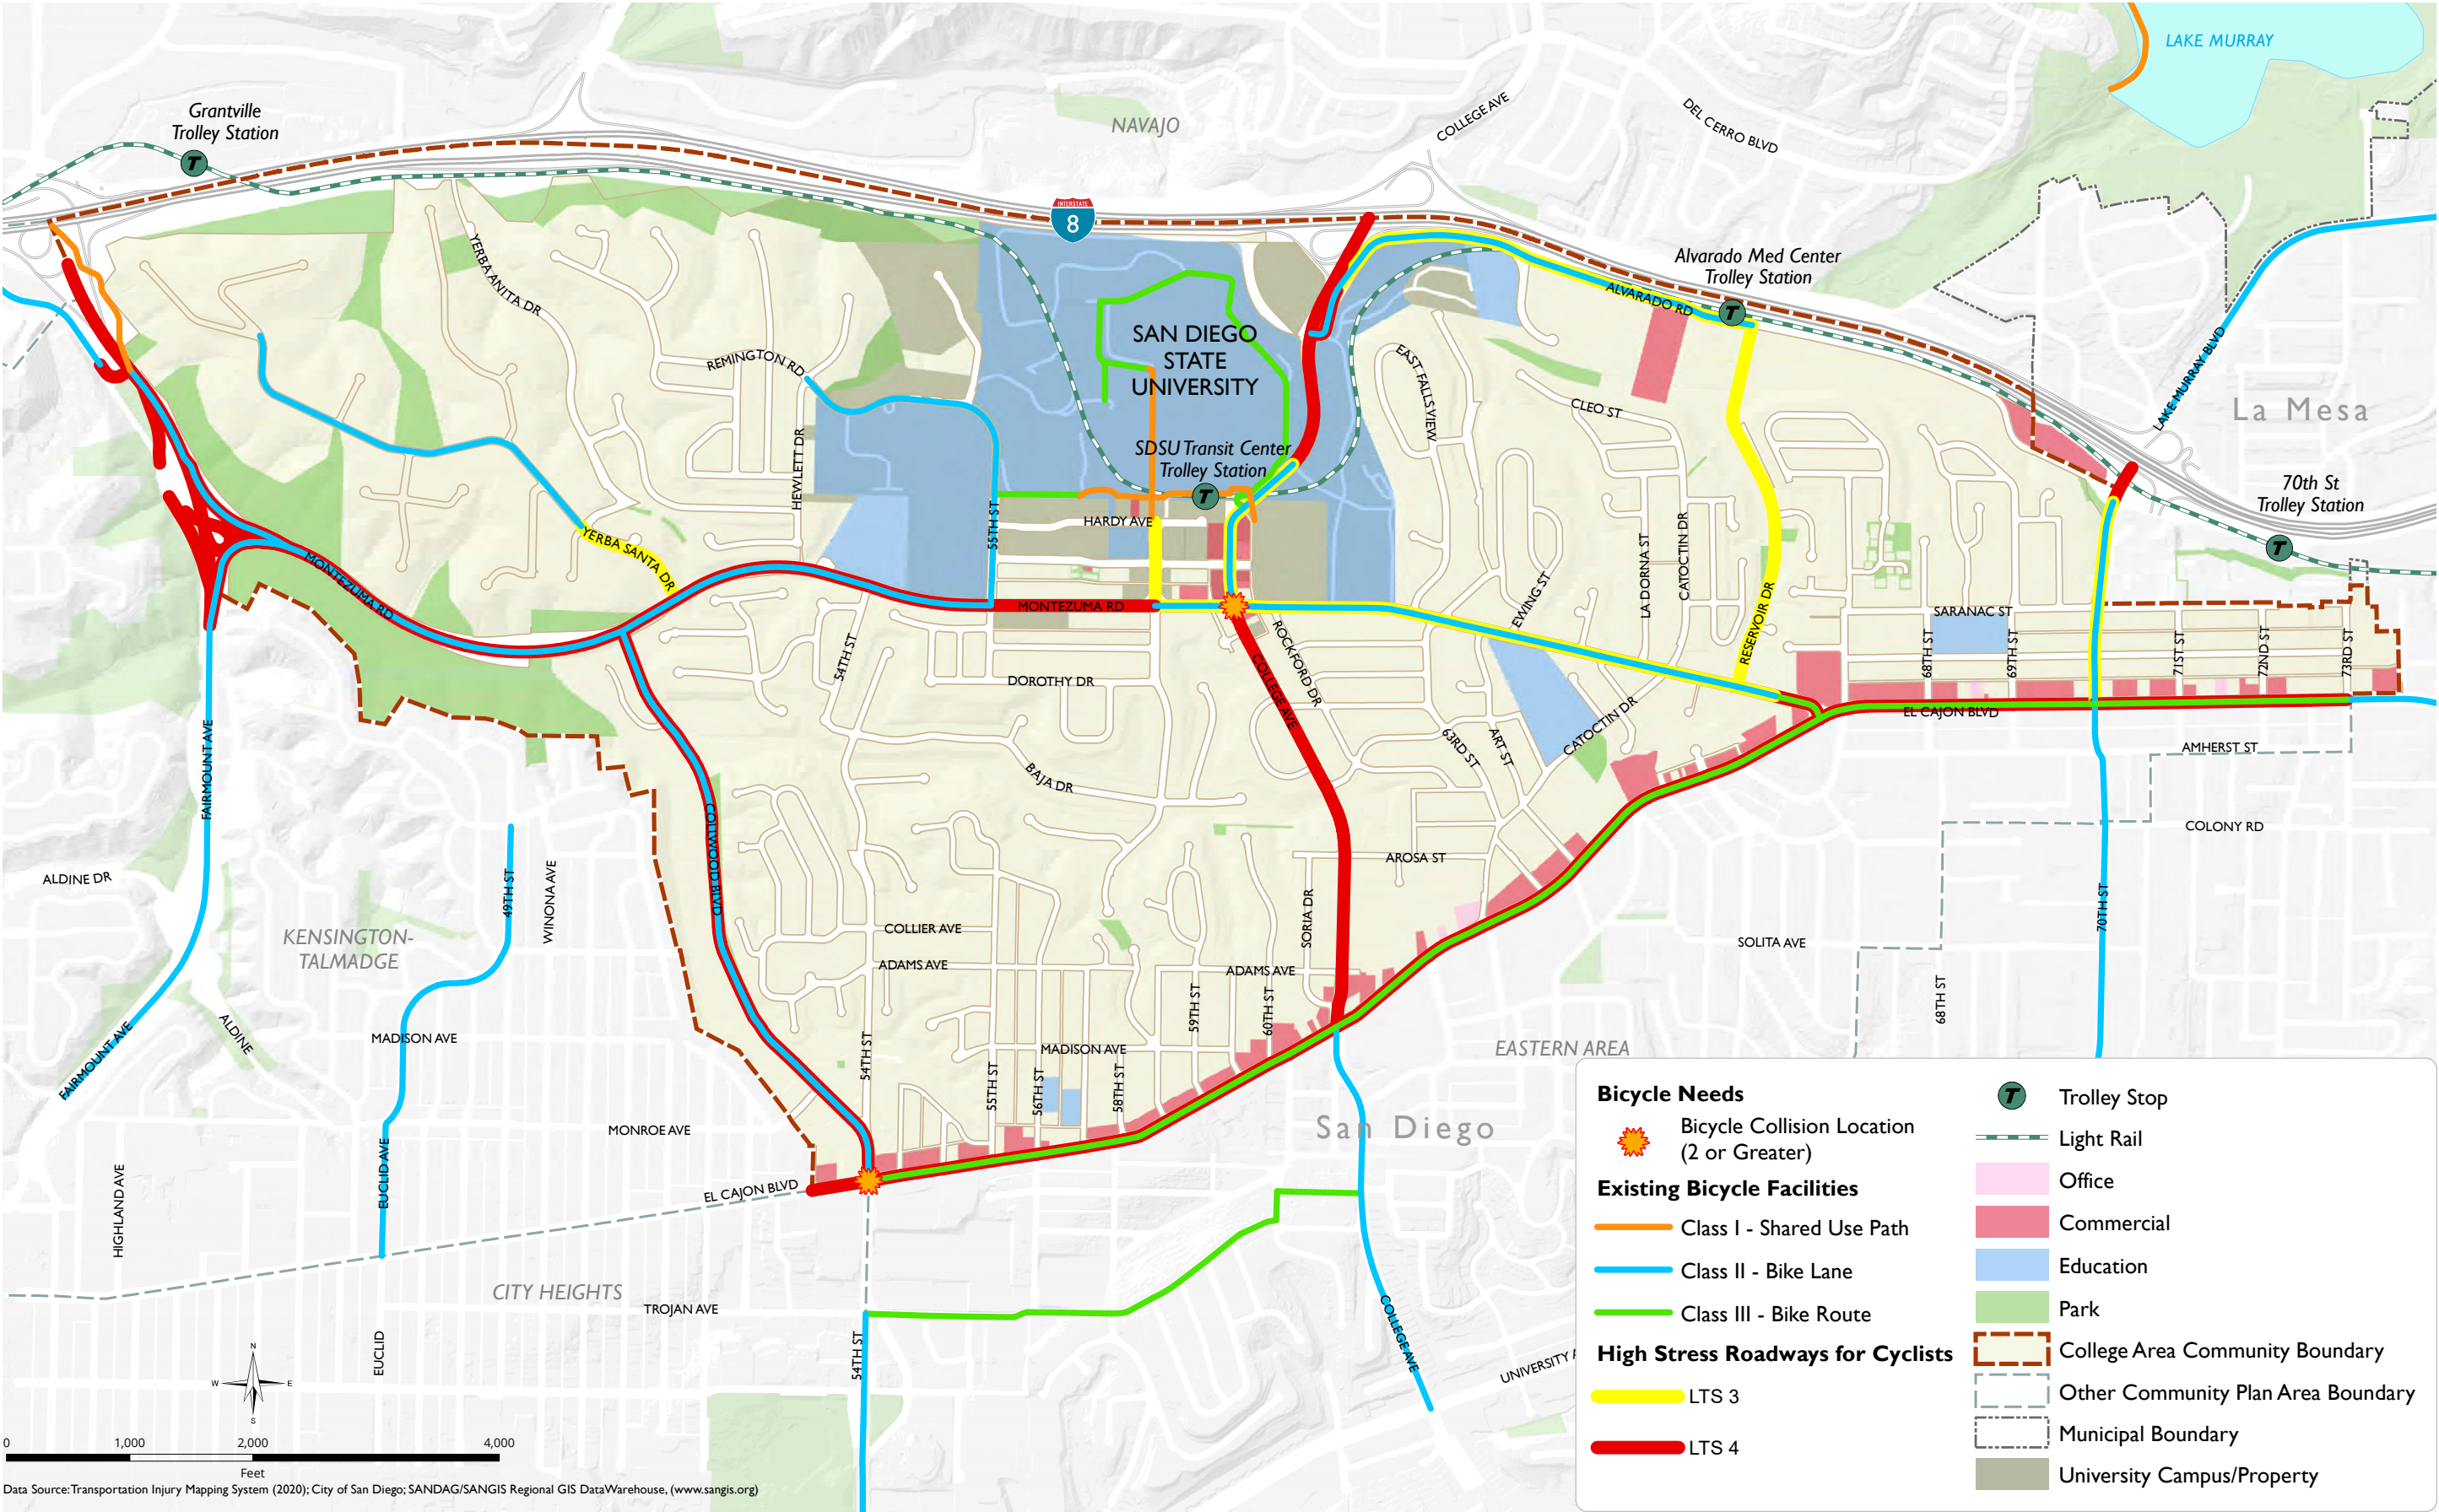 LAKE MURRAY
Grantville
Trolley Station
T
NAVAJO
COLLEGE AVE
DEL CERRO BLVD
INTERSTATE
8
YERBA ANITA DR
Alvarado Med Center
Trolley Station
T
ALVARADO RD
SAN DIEGO
STATE
UNIVERSITY
REMINGTON RD
EAST FALLS VIEW
CLEO ST
LAKE MURRAY BLVD
La Mesa
HEWLETT DR
SDSU Transit Center
Trolley Station
T
70th St
Trolley Station
T
55TH ST
HARDY AVE
YERBA SANTA DR
MONTEZUMA RD
MONTEZUMA RD
LA DORNA ST
CATOCTIN DR
EWING ST
RESERVOIR DR
SARANAC ST
68TH ST
69TH ST
71ST ST
72ND ST
73RD ST
54TH ST
ROCKFORD DR
COLLEGE AVE
DOROTHY DR
CATOCTIN DR
EL CAJON BLVD
63RD ST
ART ST
AMHERST ST
FAIRMOUNT AVE
BAJA DR
COLLWOOD BLVD
COLONY RD
AROSA ST
ALDINE DR
49TH ST
WINONA AVE
70TH ST
KENSINGTON-
TALMADGE
COLLIER AVE
SORIA DR
SOLITA AVE
ADAMS AVE
ADAMS AVE
59TH ST
60TH ST
68TH ST
ALDINE
MADISON AVE
FAIRMOUNT AVE
54TH ST
MADISON AVE
EASTERN AREA
55TH ST
56TH ST
58TH ST
MONROE AVE
San Diego
HIGHLAND AVE
EUCLID AVE
EL CAJON BLVD
CITY HEIGHTS
TROJAN AVE
EUCLID
54TH ST
COLLEGE AVE
UNIVERSITY
Bicycle Needs
Bicycle Collision Location
(2 or Greater)
Existing Bicycle Facilities
Class I - Shared Use Path
Class II - Bike Lane
Class III - Bike Route
High Stress Roadways for Cyclists
LTS 3
LTS 4
T
Trolley Stop
Light Rail
Office
Commercial
Education
Park
College Area Community Boundary
Other Community Plan Area Boundary
Municipal Boundary
University Campus/Property
N
W E
S
0 1,000 2,000 4,000
Feet
Data Source: Transportation Injury Mapping System (2020); City of San Diego; SANDAG/SANGIS Regional GIS DataWarehouse, (www.sangis.org)